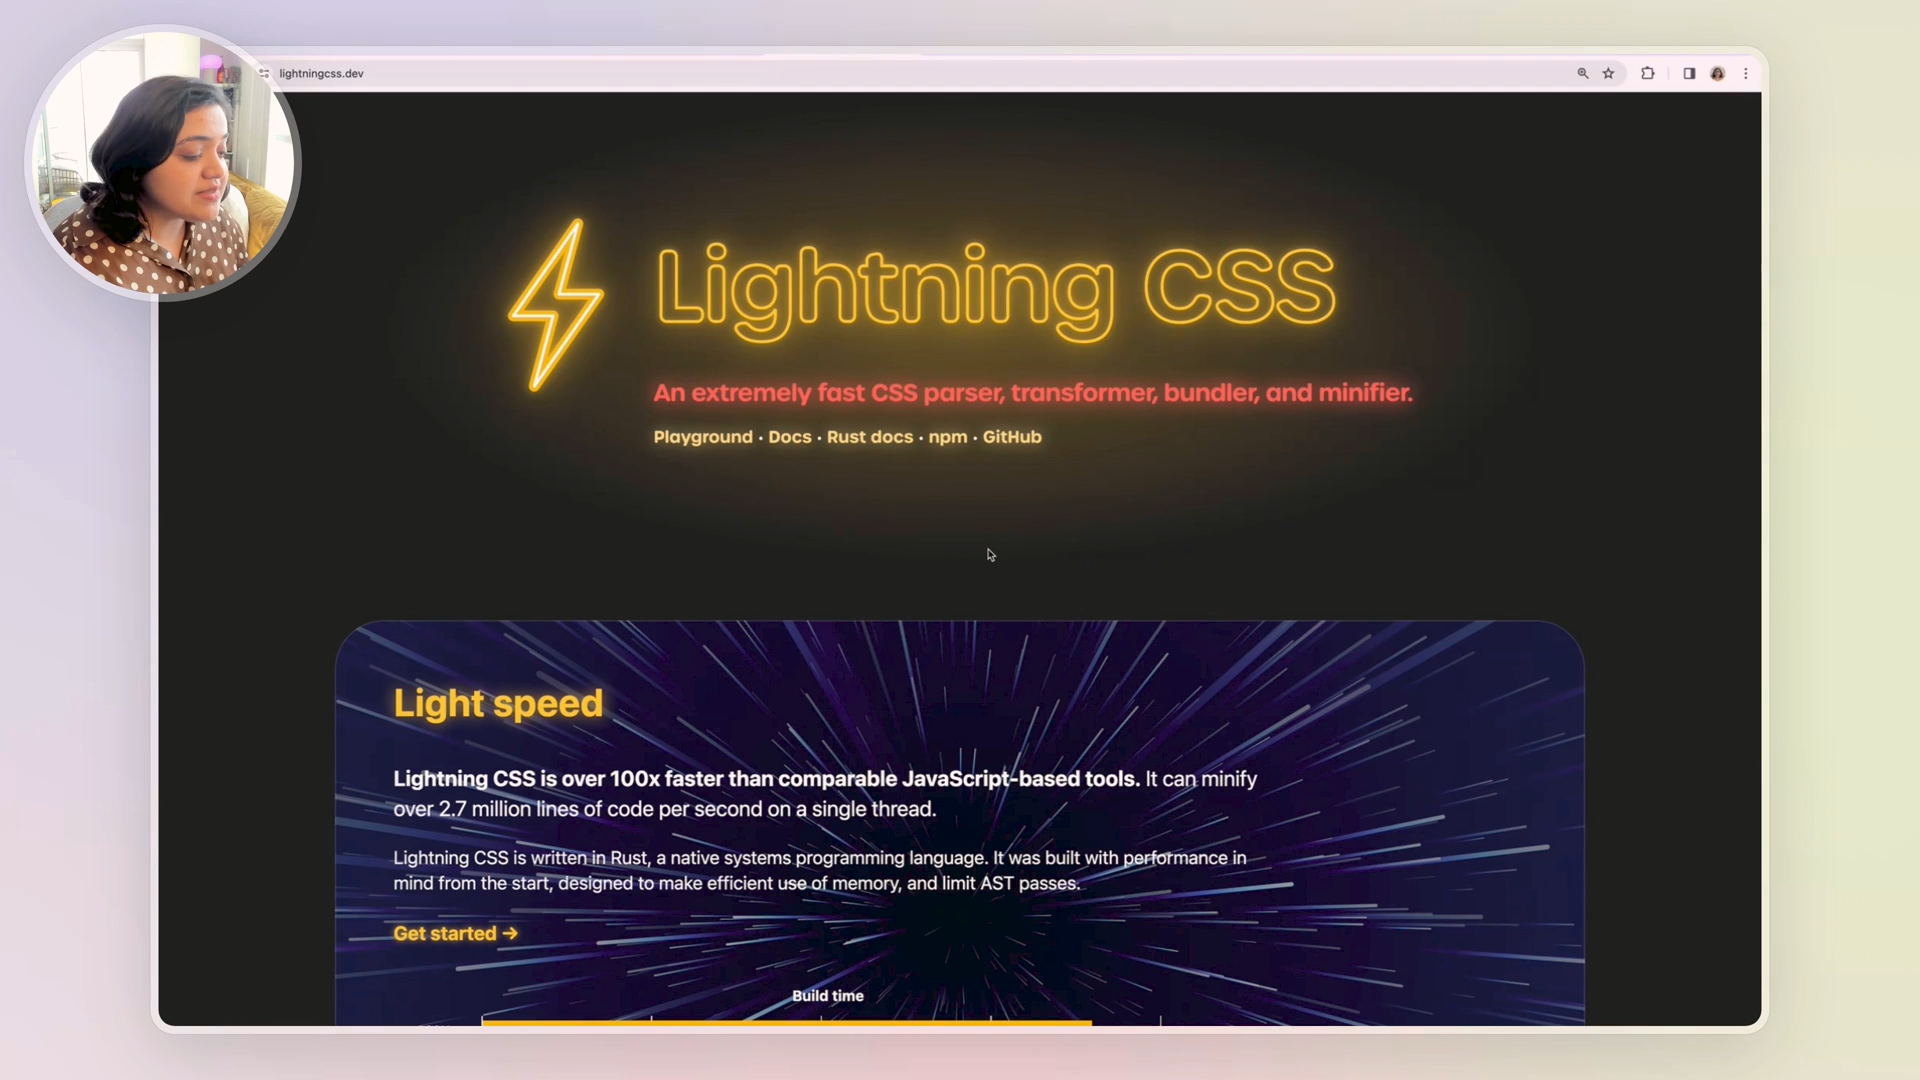 lightningcss.dev
Lightning CSS
An extremely fast CSS parser, transformer, bundler, and minifier.
Playground · Docs · Rust docs · npm · GitHub
Light speed
Lightning CSS is over 100x faster than comparable JavaScript-based tools. It can minify
over 2.7 million lines of code per second on a single thread.
Lightning CSS is written in Rust, a native systems programming language. It was built with performance in
mind from the start, designed to make efficient use of memory, and limit AST passes.
Get started →
Build time